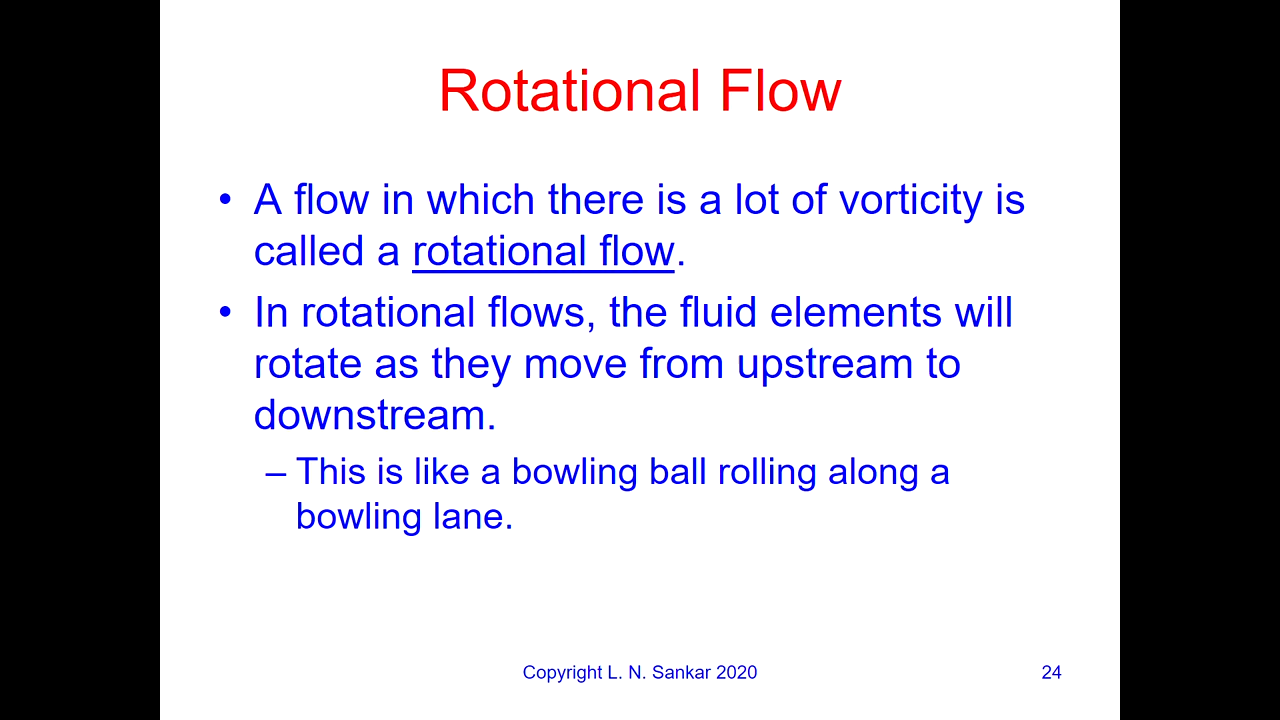 Rotational Flow
• A flow in which there is a lot of vorticity is
called a rotational flow.
• In rotational flows, the fluid elements will
rotate as they move from upstream to
downstream.
– This is like a bowling ball rolling along a
bowling lane.
Copyright L. N. Sankar 2020
24